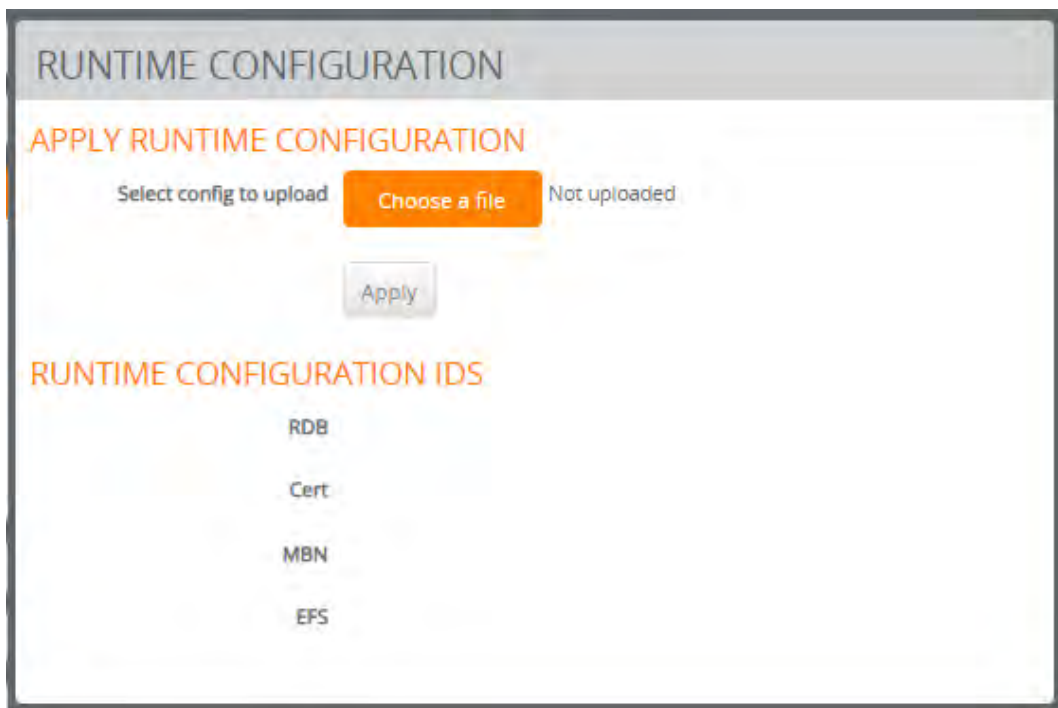 RUNTIME CONFIGURATION
APPLY RUNTIME CONFIGURATION
Select config to upload Choose a file Not uploaded
Apply
RUNTIME CONFIGURATION IDS
RDB
Cert
MBN
EFS